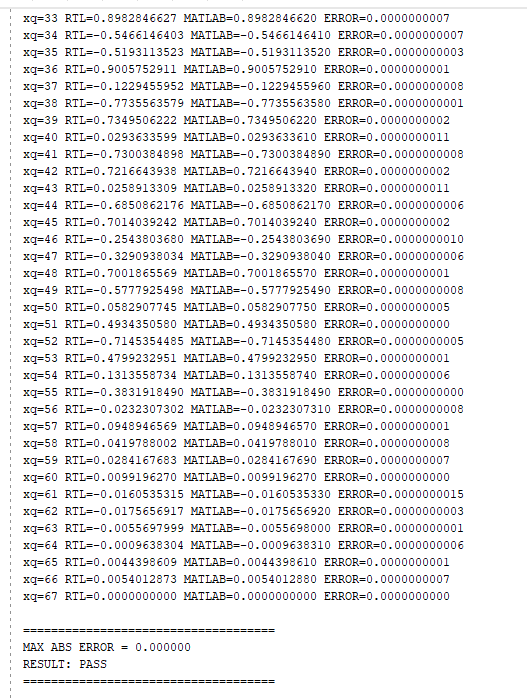 xq=33 RTL=0.8982846627 MATLAB=0.8982846620 ERROR=0.0000000007
xq=34 RTL=-0.5466146403 MATLAB=-0.5466146410 ERROR=0.0000000007
xq=35 RTL=-0.5193113523 MATLAB=-0.5193113520 ERROR=0.0000000003
xq=36 RTL=0.9005752911 MATLAB=0.9005752910 ERROR=0.0000000001
xq=37 RTL=-0.1229455952 MATLAB=-0.1229455960 ERROR=0.0000000008
xq=38 RTL=-0.7735563579 MATLAB=-0.7735563580 ERROR=0.0000000001
xq=39 RTL=0.7349506222 MATLAB=0.7349506220 ERROR=0.0000000002
xq=40 RTL=0.0293633599 MATLAB=0.0293633610 ERROR=0.0000000011
xq=41 RTL=-0.7300384898 MATLAB=-0.7300384890 ERROR=0.0000000008
xq=42 RTL=0.7216643938 MATLAB=0.7216643940 ERROR=0.0000000002
xq=43 RTL=0.0258913309 MATLAB=0.0258913320 ERROR=0.0000000011
xq=44 RTL=-0.6850862176 MATLAB=-0.6850862170 ERROR=0.0000000006
xq=45 RTL=0.7014039242 MATLAB=0.7014039240 ERROR=0.0000000002
xq=46 RTL=-0.2543803680 MATLAB=-0.2543803690 ERROR=0.0000000010
xq=47 RTL=-0.3290938034 MATLAB=-0.3290938040 ERROR=0.0000000006
xq=48 RTL=0.7001865569 MATLAB=0.7001865570 ERROR=0.0000000001
xq=49 RTL=-0.5777925498 MATLAB=-0.5777925490 ERROR=0.0000000008
xq=50 RTL=0.0582907745 MATLAB=0.0582907750 ERROR=0.0000000005
xq=51 RTL=0.4934350580 MATLAB=0.4934350580 ERROR=0.0000000000
xq=52 RTL=-0.7145354485 MATLAB=-0.7145354480 ERROR=0.0000000005
xq=53 RTL=0.4799232951 MATLAB=0.4799232950 ERROR=0.0000000001
xq=54 RTL=0.1313558734 MATLAB=0.1313558740 ERROR=0.0000000006
xq=55 RTL=-0.3831918490 MATLAB=-0.3831918490 ERROR=0.0000000000
xq=56 RTL=-0.0232307302 MATLAB=-0.0232307310 ERROR=0.0000000008
xq=57 RTL=0.0948946569 MATLAB=0.0948946570 ERROR=0.0000000001
xq=58 RTL=0.0419788002 MATLAB=0.0419788010 ERROR=0.0000000008
xq=59 RTL=0.0284167683 MATLAB=0.0284167690 ERROR=0.0000000007
xq=60 RTL=0.0099196270 MATLAB=0.0099196270 ERROR=0.0000000000
xq=61 RTL=-0.0160535315 MATLAB=-0.0160535330 ERROR=0.0000000015
xq=62 RTL=-0.0175656917 MATLAB=-0.0175656920 ERROR=0.0000000003
xq=63 RTL=-0.0055697999 MATLAB=-0.0055698000 ERROR=0.0000000001
xq=64 RTL=-0.0009638304 MATLAB=-0.0009638310 ERROR=0.0000000006
xq=65 RTL=0.0044398609 MATLAB=0.0044398610 ERROR=0.0000000001
xq=66 RTL=0.0054012873 MATLAB=0.0054012880 ERROR=0.0000000007
xq=67 RTL=0.0000000000 MATLAB=0.0000000000 ERROR=0.0000000000
====================================
MAX ABS ERROR = 0.000000
RESULT: PASS
====================================